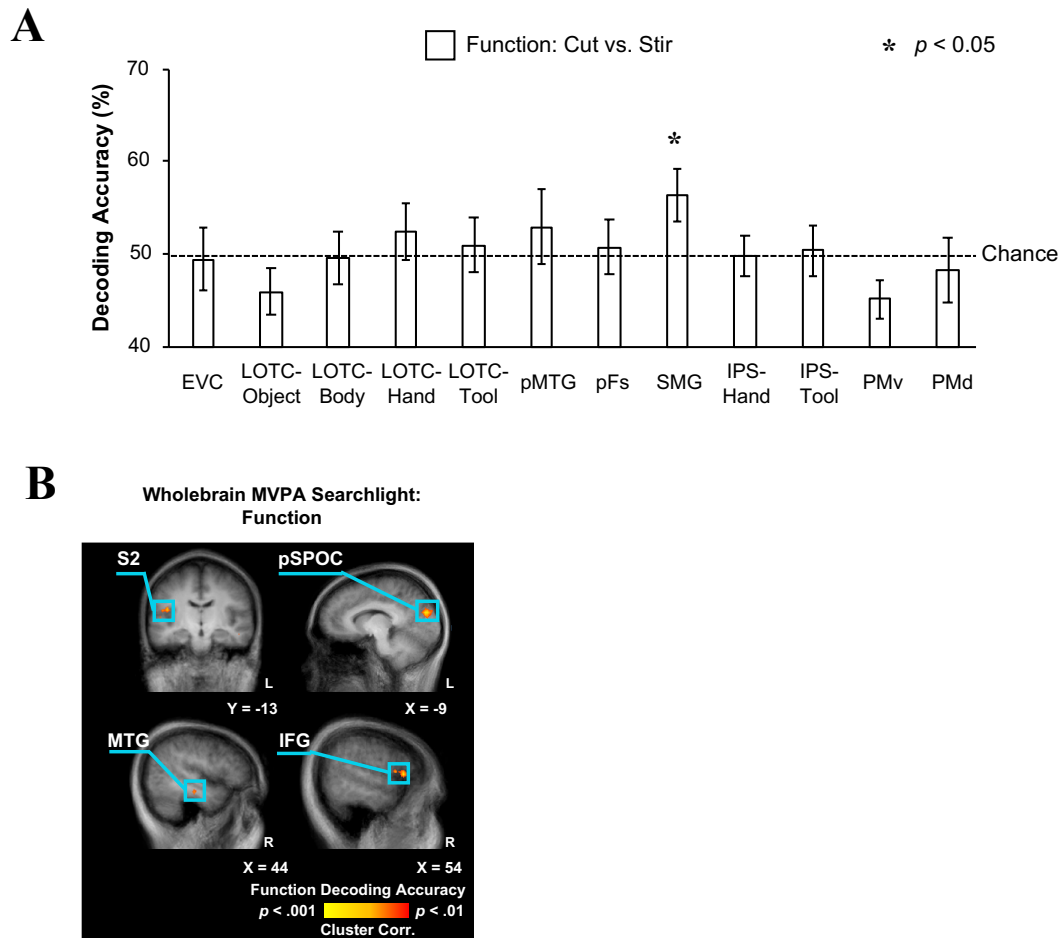 A
Function: Cut vs. Stir
* p < 0.05
Decoding Accuracy (%)
70
60
50
40
Chance
*
EVC
LOTC-
Object
LOTC-
Body
LOTC-
Hand
LOTC-
Tool
pMTG
pFs
SMG
IPS-
Hand
IPS-
Tool
PMv
PMd
B
Wholebrain MVPA Searchlight:
Function
S2
pSPOC
L
L
Y = -13
X = -9
MTG
IFG
R
R
X = 44
X = 54
Function Decoding Accuracy
p < .001
p < .01
Cluster Corr.